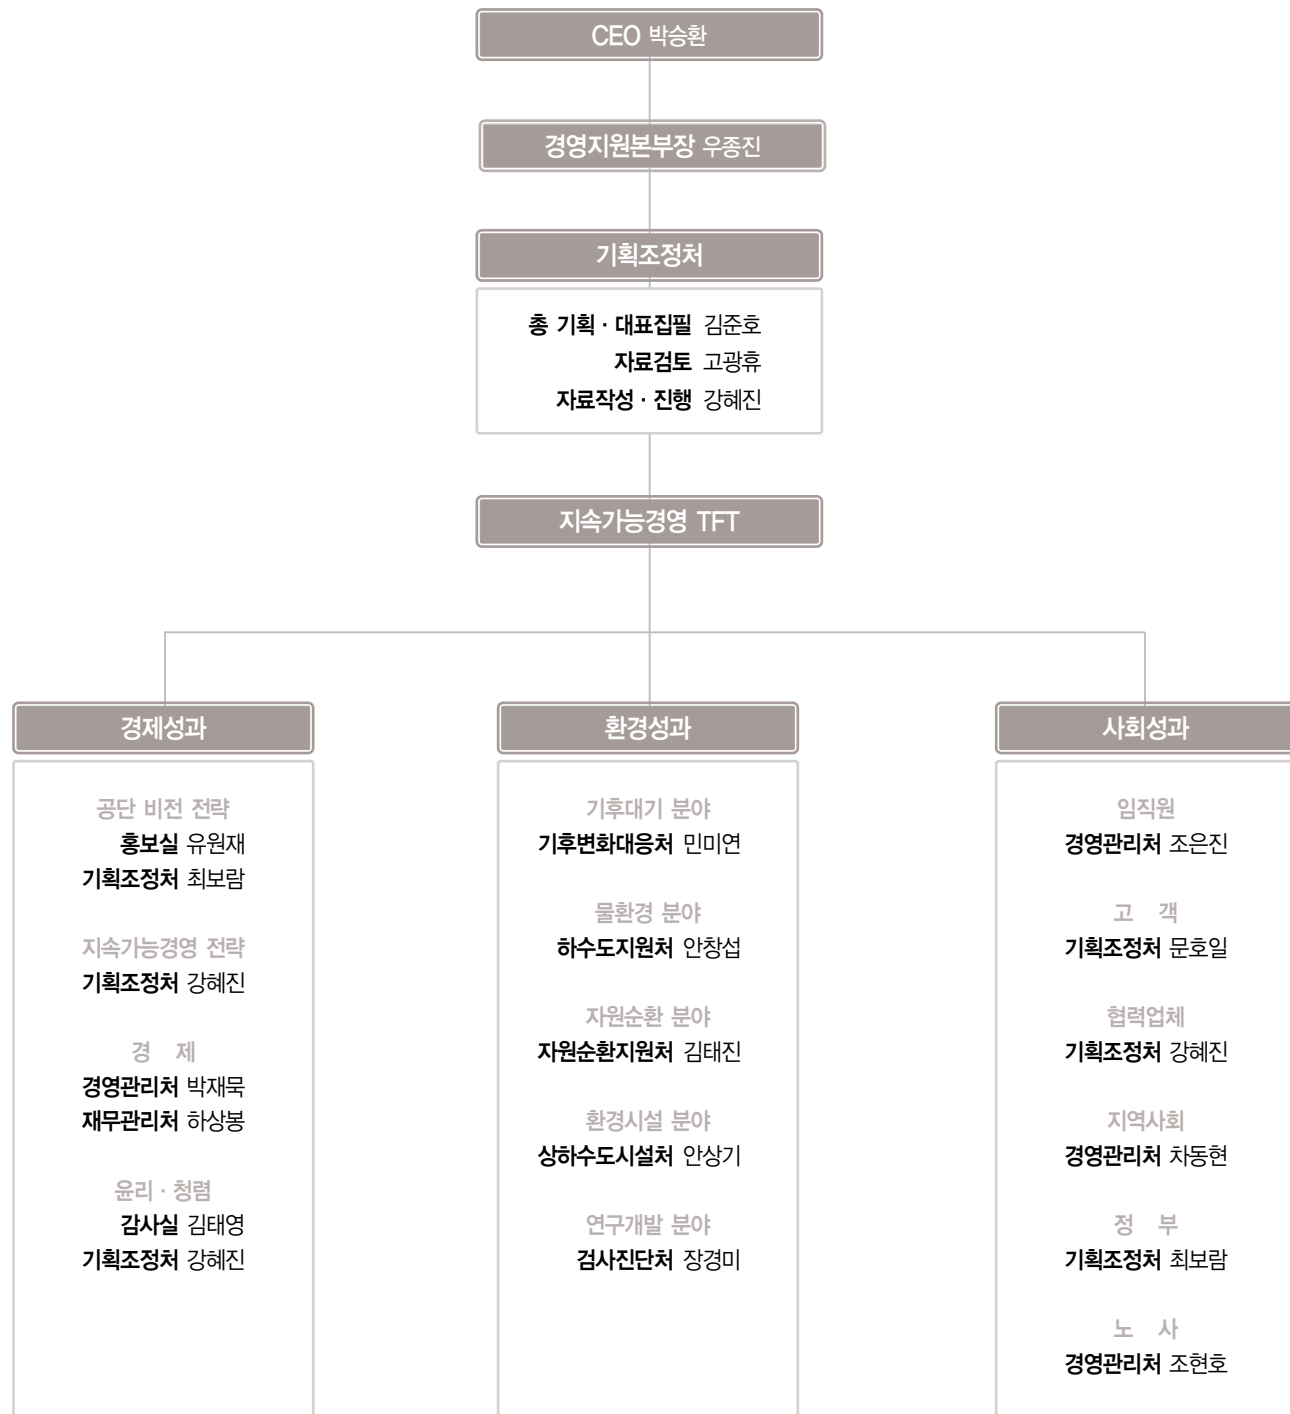 CEO 박승환
경영지원본부장 우종진
기획조정처
총 기획 · 대표집필 김준호
자료검토 고광휴
자료작성 · 진행 강혜진
지속가능경영 TFT
경제성과
공단 비전 전략
홍보실 유원재
기획조정처 최보람
지속가능경영 전략
기획조정처 강혜진
경 제
경영관리처 박재묵
재무관리처 하상봉
윤리 · 청렴
감사실 김태영
기획조정처 강혜진
환경성과
기후대기 분야
기후변화대응처 민미연
물환경 분야
하수도지원처 안창섭
자원순환 분야
자원순환지원처 김태진
환경시설 분야
상하수도시설처 안상기
연구개발 분야
검사진단처 장경미
사회성과
임직원
경영관리처 조은진
고 객
기획조정처 문호일
협력업체
기획조정처 강혜진
지역사회
경영관리처 차동현
정 부
기획조정처 최보람
노 사
경영관리처 조현호